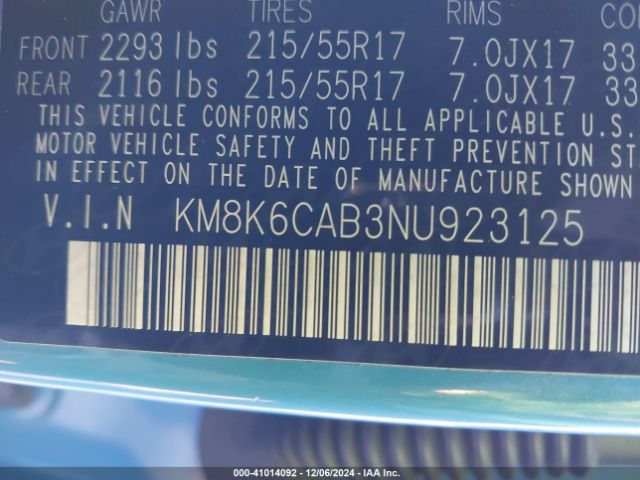 GAWR TIRES RIMS CO
FRONT 2293 lbs 215/55R17 7.0JX17 33
REAR 2116 lbs 215/55R17 7.0JX17 33
THIS VEHICLE CONFORMS TO ALL APPLICABLE U.S.
MOTOR VEHICLE SAFETY AND THEFT PREVENTION ST
IN EFFECT ON THE DATE OF MANUFACTURE SHOWN
V.I.N KM8K6CAB3NU923125
000-41014092 - 12/06/2024 - IAA Inc.